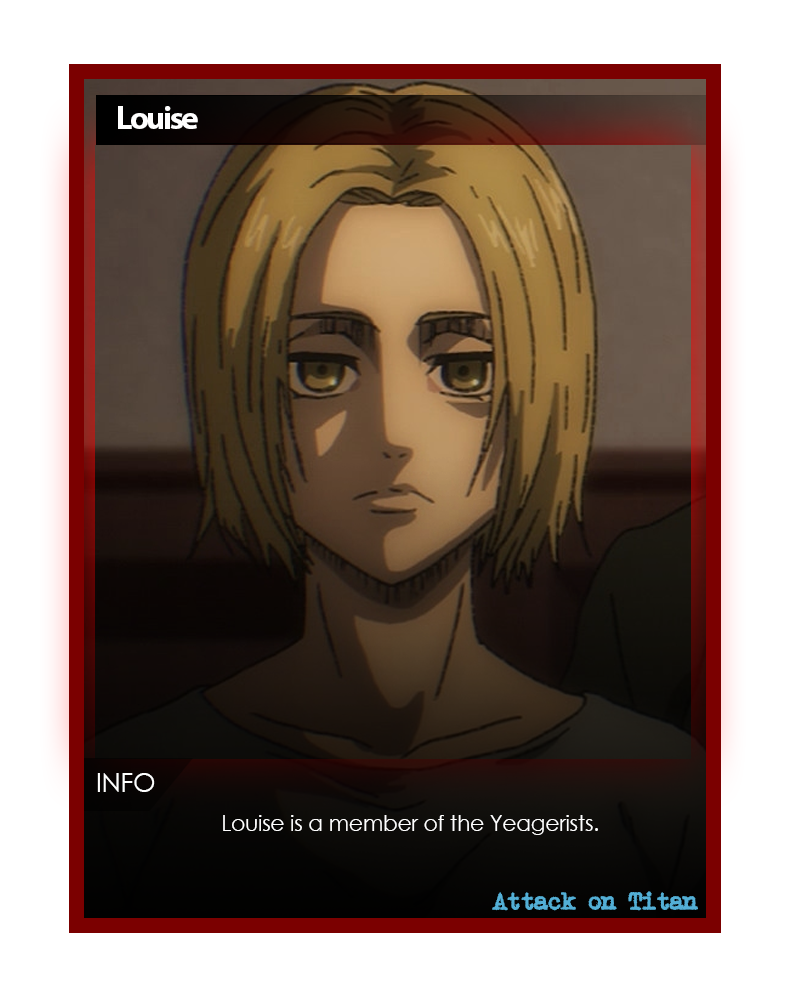 Louise
INFO
Louise is a member of the Yeagerists.
Attack on Titan